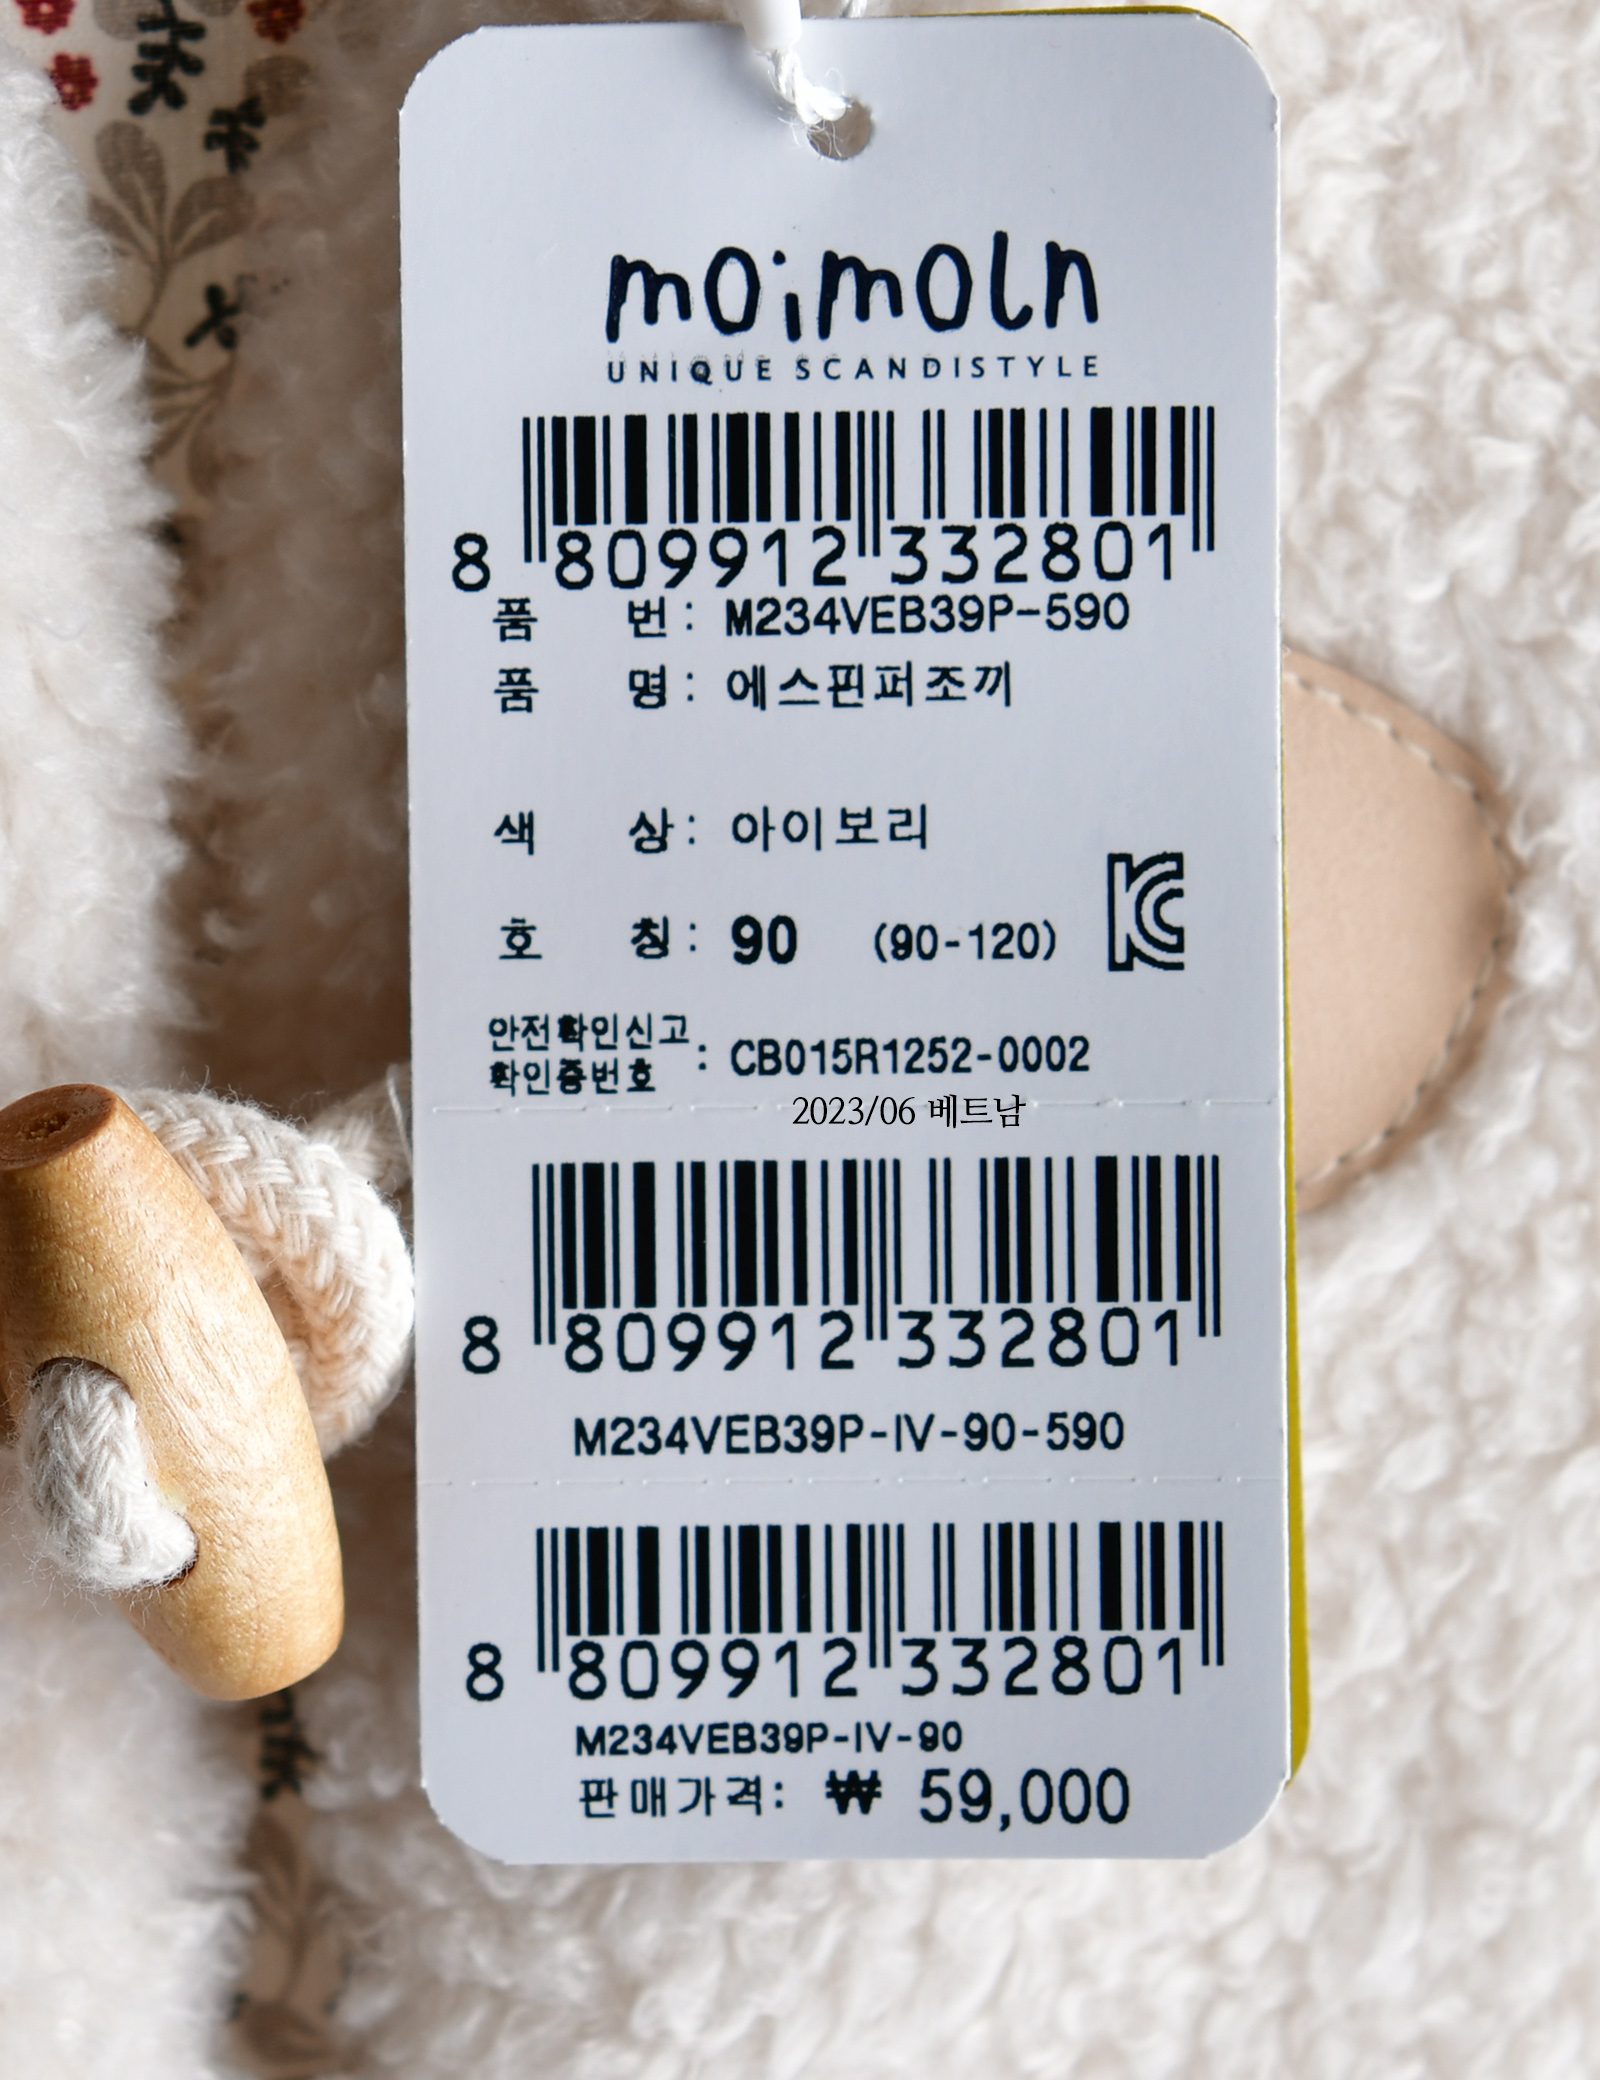 moimoln
UNIQUE SCANDISTYLE
8 809912 332801
품 번 : M234VEB39P-590
품 명 : 에스핀퍼조끼
색 상 : 아이보리
호 칭 : 90 (90-120)
안전확인신고
확인증번호 : CB015R1252-0002
2023/06 베트남
8 809912 332801
M234VEB39P-IV-90-590
8 809912 332801
M234VEB39P-IV-90
판매가격: ₩ 59,000